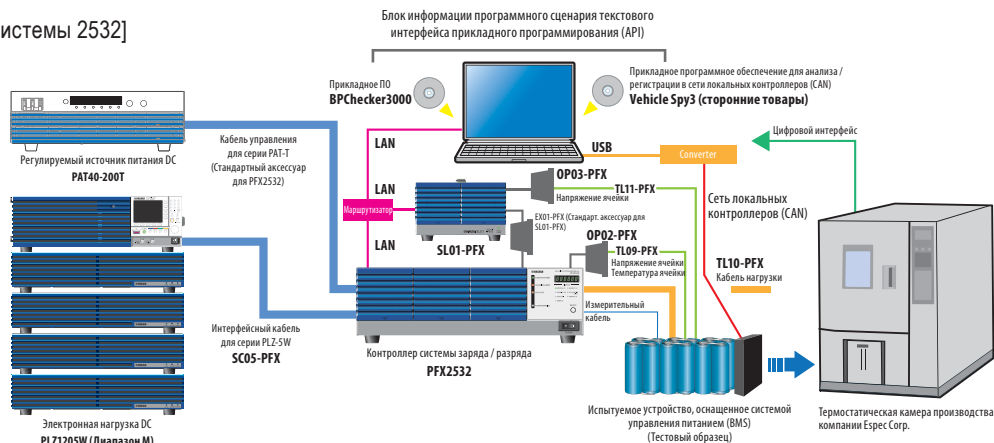 истемы 2532]
Блок информации программного сценария текстового
интерфейса прикладного программирования (API)
Прикладное ПО
BPChecker3000
Прикладное программное обеспечение для анализа /
регистрации в сети локальных контроллеров (CAN)
Vehicle Spy3 (сторонние товары)
Регулируемый источник питания DC
PAT40-200T
Кабель управления
для серии PAT-T
(Стандартный аксессуар
для PFX2532)
LAN
LAN
LAN
Маршрутизатор
USB
Converter
Цифровой интерфейс
OP03-PFX
TL11-PFX
Напряжение ячейки
EX01-PFX (Стандарт. аксессуар для
SL01-PFX)
SL01-PFX
OP02-PFX
TL09-PFX
Напряжение ячейки
Температура ячейки
Сеть локальных
контроллеров (CAN)
TL10-PFX
Кабель нагрузки
Измерительный
кабель
Интерфейсный кабель
для серии PLZ-5W
SC05-PFX
Контроллер системы заряда / разряда
PFX2532
Электронная нагрузка DC
PLZ1205W (Диапазон M)
Испытуемое устройство, оснащенное системой
управления питанием (BMS)
(Тестовый образец)
Термостатическая камера производства
компании Espec Corp.